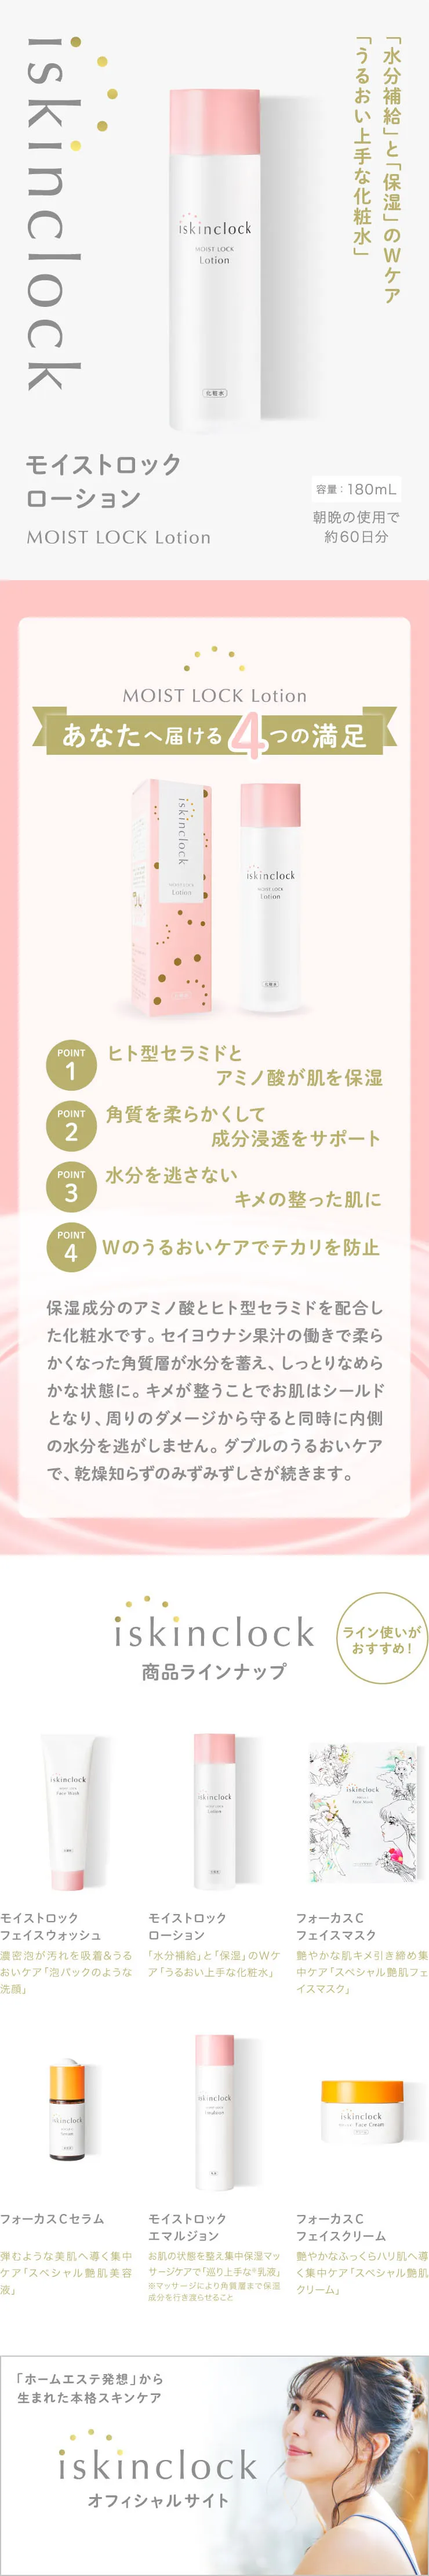 iskinclock
「水分補給」と「保湿」のWケア
「うるおい上手な化粧水」
iskinclock
MOIST LOCK
Lotion
化粧水
モイストロック
ローション
MOIST LOCK Lotion
容量：180mL
朝晩の使用で
約60日分
MOIST LOCK Lotion
あなたへ届ける4つの満足
iskinclock
MOIST LOCK
Lotion
iskinclock
MOIST LOCK
Lotion
化粧水
POINT
1
ヒト型セラミドと
アミノ酸が肌を保湿
POINT
2
角質を柔らかくして
成分浸透をサポート
POINT
3
水分を逃さない
キメの整った肌に
POINT
4
Wのうるおいケアでテカリを防止
保湿成分のアミノ酸とヒト型セラミドを配合し
た化粧水です。セイヨウナシ果汁の働きで柔ら
かくなった角質層が水分を蓄え、しっとりなめら
かな状態に。キメが整うことでお肌はシールド
となり、周りのダメージから守ると同時に内側
の水分を逃がしません。ダブルのうるおいケア
で、乾燥知らずのみずみずしさが続きます。
iskinclock
商品ラインナップ
ライン使いが
おすすめ！
iskinclock
Face Wash
iskinclock
Lotion
iskinclock
Face Mask
モイストロック
フェイスウォッシュ
濃密泡が汚れを吸着&うる
おいケア「泡パックのような
洗顔」
モイストロック
ローション
「水分補給」と「保湿」のWケ
ア「うるおい上手な化粧水」
フォーカスC
フェイスマスク
艶やかな肌キメ引き締め集
中ケア「スペシャル艶肌フェ
イスマスク」
iskinclock
Serum
iskinclock
Emulsion
iskinclock
Face Cream
フォーカスCセラム
弾むような美肌へ導く集中
ケア「スペシャル艶肌美容
液」
モイストロック
エマルジョン
お肌の状態を整え集中保湿マッ
サージケアで「巡り上手な※乳液」
※マッサージにより角質層まで保湿
成分を行き渡らせること
フォーカスC
フェイスクリーム
艶やかなふっくらハリ肌へ導
く集中ケア「スペシャル艶肌
クリーム」
「ホームエステ発想」から
生まれた本格スキンケア
iskinclock
オフィシャルサイト